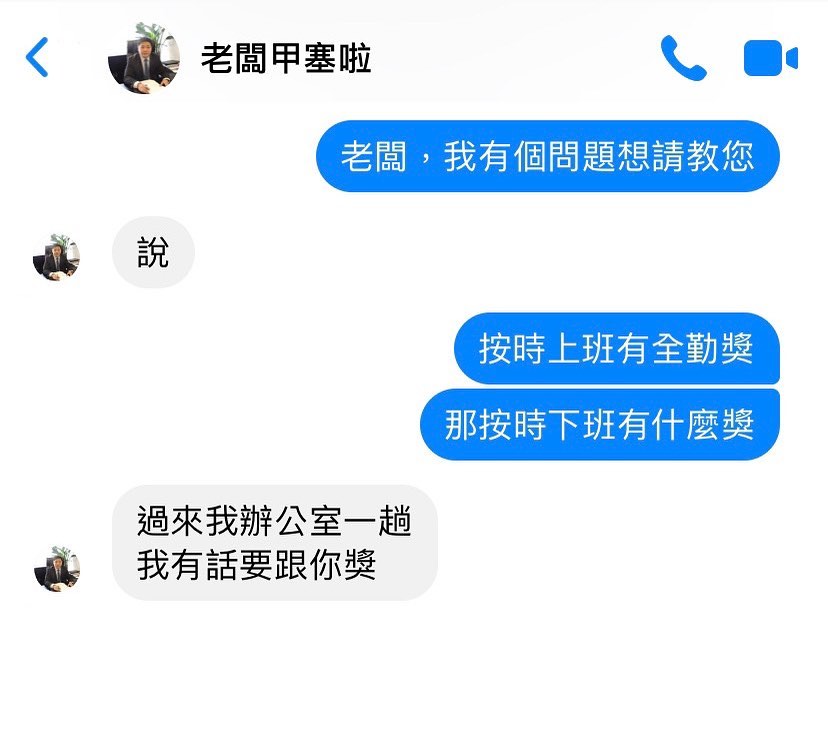 老闆甲塞啦
老闆，我有個問題想請教您
說
按時上班有全勤獎
那按時下班有什麼獎
過來我辦公室一趟
我有話要跟你獎